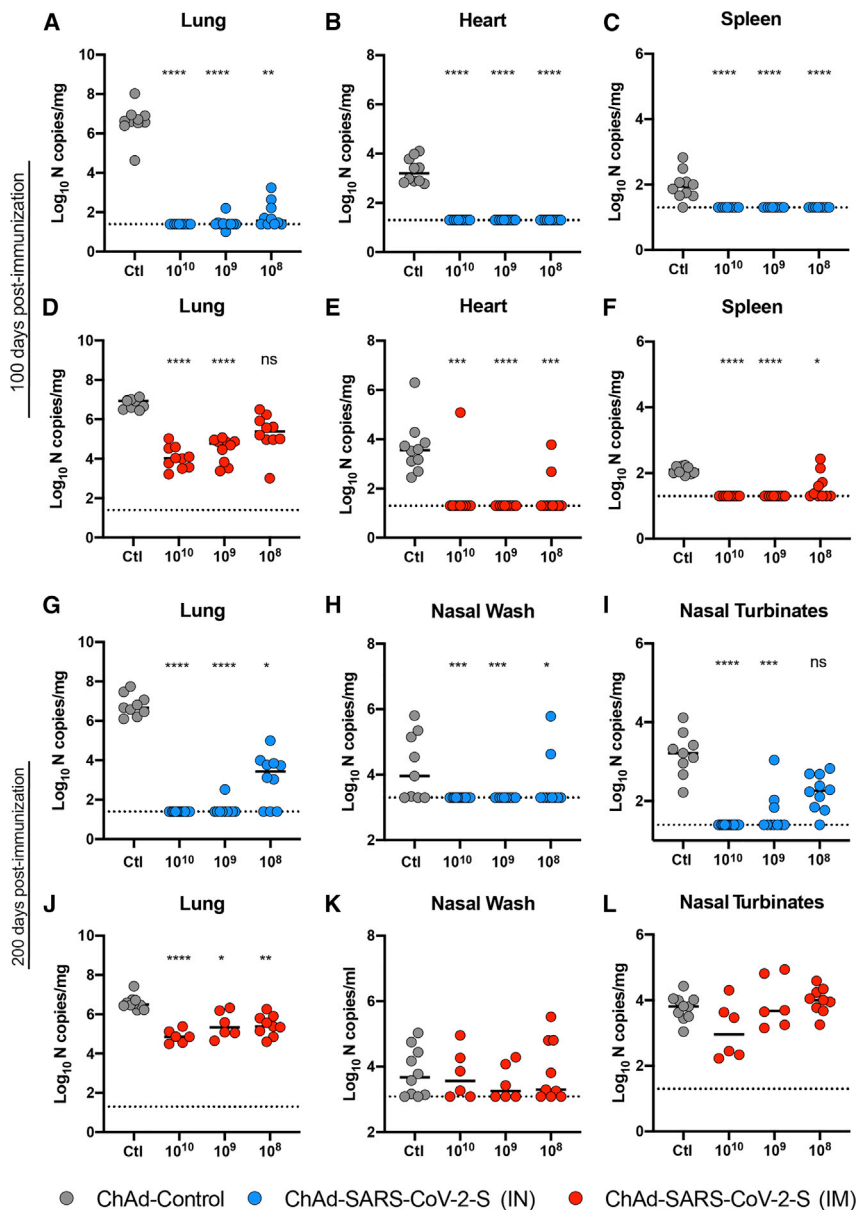 A Lung
B Heart
C Spleen
Log10 N copies/mg
10
8
6
4
2
0
**** **** **
Ctl 10^10 10^9 10^8
Log10 N copies/mg
8
6
4
2
0
**** **** ****
Ctl 10^10 10^9 10^8
Log10 N copies/mg
6
4
2
0
**** **** ****
Ctl 10^10 10^9 10^8
100 days post-immunization
D Lung
E Heart
F Spleen
Log10 N copies/mg
10
8
6
4
2
0
**** **** ns
Ctl 10^10 10^9 10^8
Log10 N copies/mg
8
6
4
2
0
*** **** ***
Ctl 10^10 10^9 10^8
Log10 N copies/mg
6
4
2
0
**** **** *
Ctl 10^10 10^9 10^8
G Lung
H Nasal Wash
I Nasal Turbinates
Log10 N copies/mg
10
8
6
4
2
0
**** **** *
Ctl 10^10 10^9 10^8
Log10 N copies/mg
8
6
4
2
*** *** *
Ctl 10^10 10^9 10^8
Log10 N copies/mg
6
4
2
**** *** ns
Ctl 10^10 10^9 10^8
200 days post-immunization
J Lung
K Nasal Wash
L Nasal Turbinates
Log10 N copies/mg
10
8
6
4
2
0
**** * **
Ctl 10^10 10^9 10^8
Log10 N copies/ml
8
6
4
2
Ctl 10^10 10^9 10^8
Log10 N copies/mg
6
4
2
0
Ctl 10^10 10^9 10^8
ChAd-Control ChAd-SARS-CoV-2-S (IN) ChAd-SARS-CoV-2-S (IM)